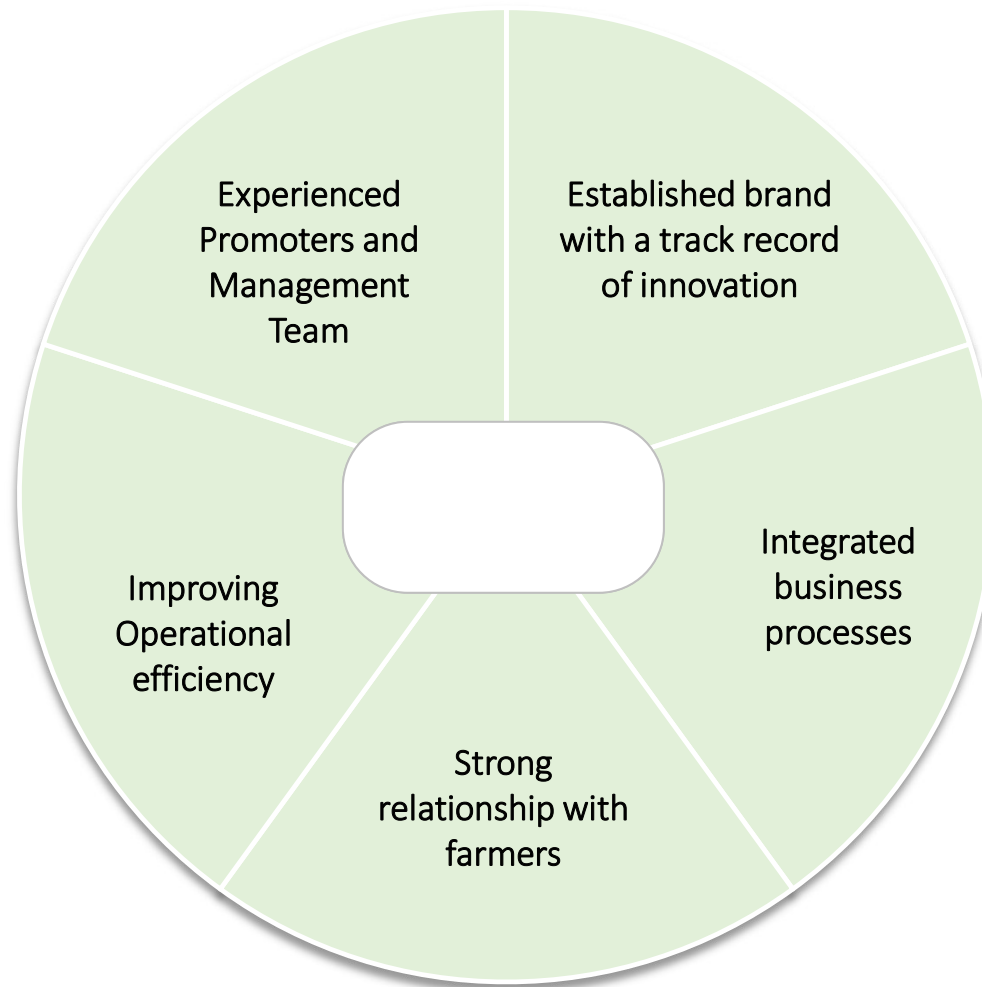 Experienced
Promoters and
Management
Team
Established brand
with a track record
of innovation
Integrated
business
processes
Strong
relationship with
farmers
Improving
Operational
efficiency